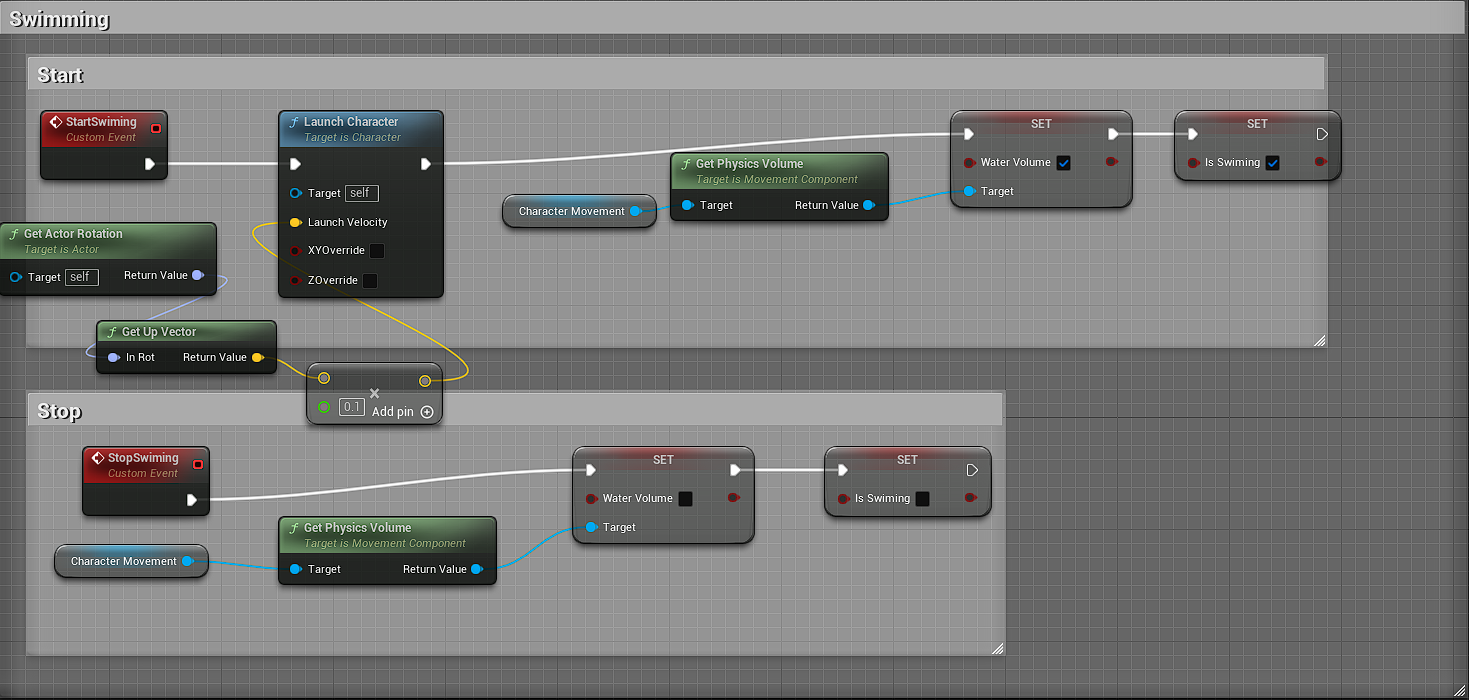 Swimming
Start
StartSwiming
Custom Event
f Launch Character
Target is Character
Target self
Launch Velocity
XYOverride
ZOverride
f Get Actor Rotation
Target is Actor
Target self Return Value
f Get Up Vector
In Rot Return Value
0.1 Add pin
Character Movement
f Get Physics Volume
Target is Movement Component
Target Return Value
SET
Water Volume
Target
SET
Is Swiming
Stop
StopSwiming
Custom Event
Character Movement
f Get Physics Volume
Target is Movement Component
Target Return Value
SET
Water Volume
Target
SET
Is Swiming